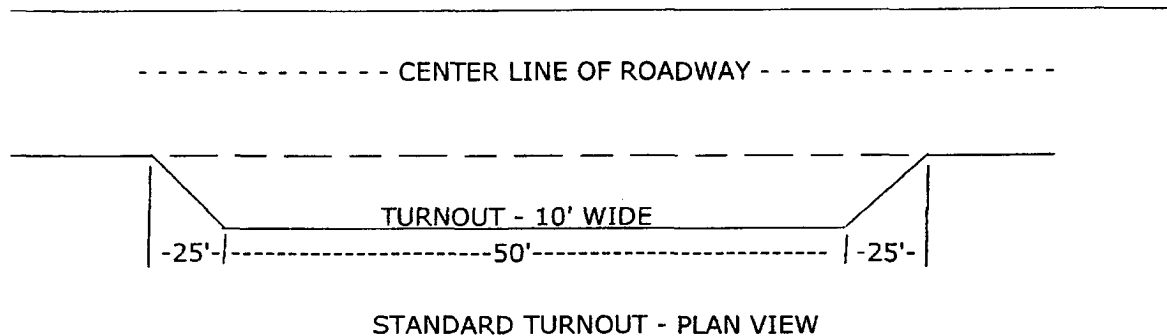 - - - - - - - - - - - - - - CENTER LINE OF ROADWAY - - - - - - - - - - - - - - - -
TURNOUT - 10' WIDE
-25'-|----------------------50'-------------------------|-25'-
STANDARD TURNOUT - PLAN VIEW